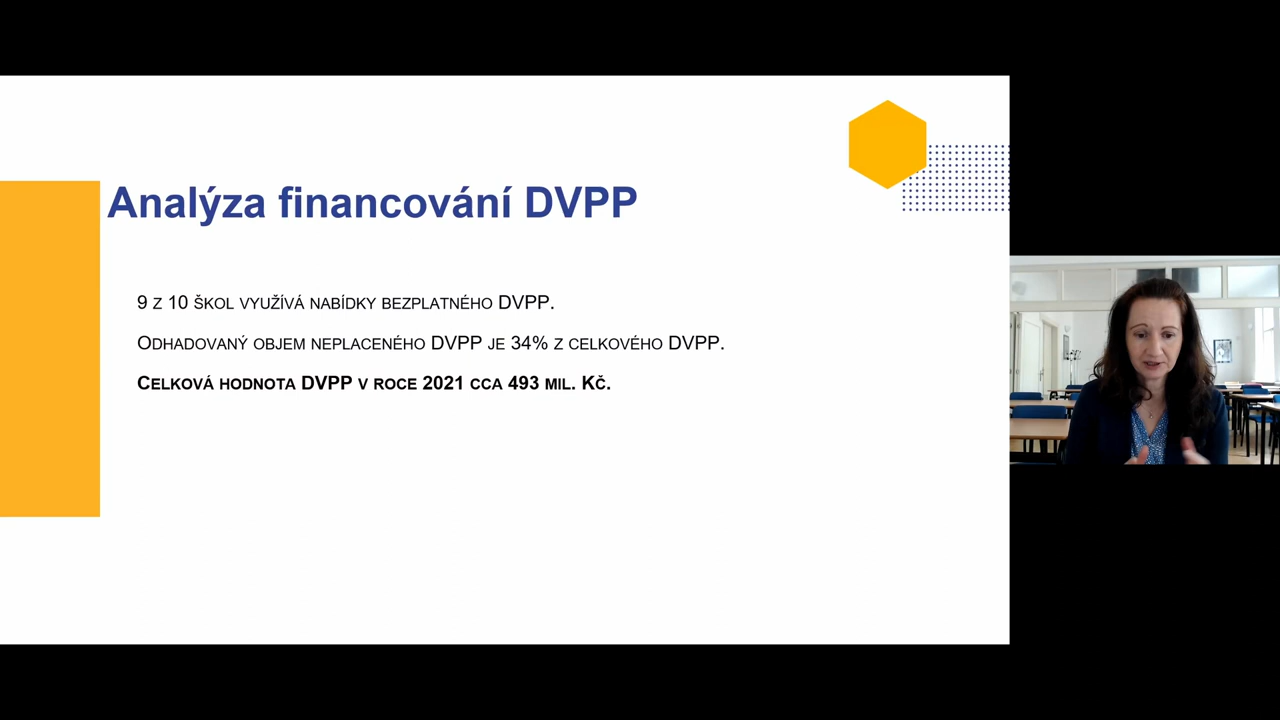 Analýza financování DVPP
9 z 10 škol využívá nabídky bezplatného DVPP.
Odhadovaný objem neplaceného DVPP je 34% z celkového DVPP.
Celková hodnota DVPP v roce 2021 cca 493 mil. Kč.